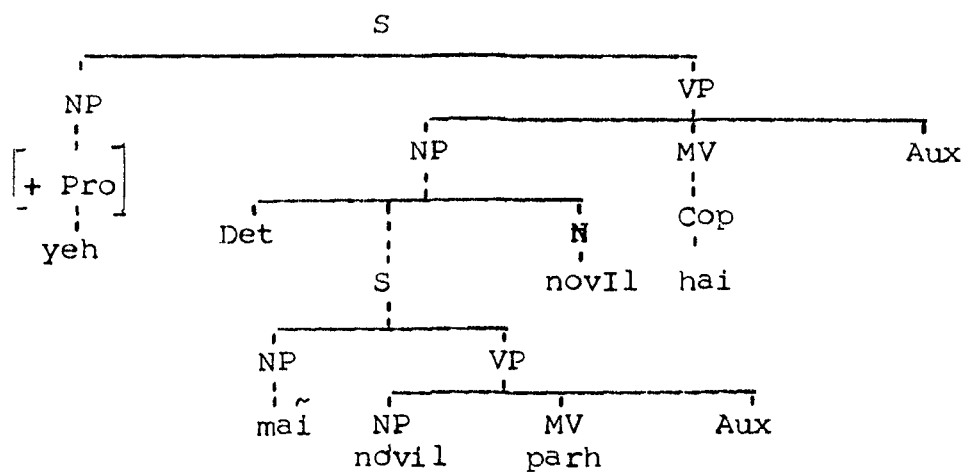 S
NP VP
[+ Pro] NP MV Aux
yeh Det N Cop
S novIl hai
NP VP
maĩ NP MV Aux
novil parh